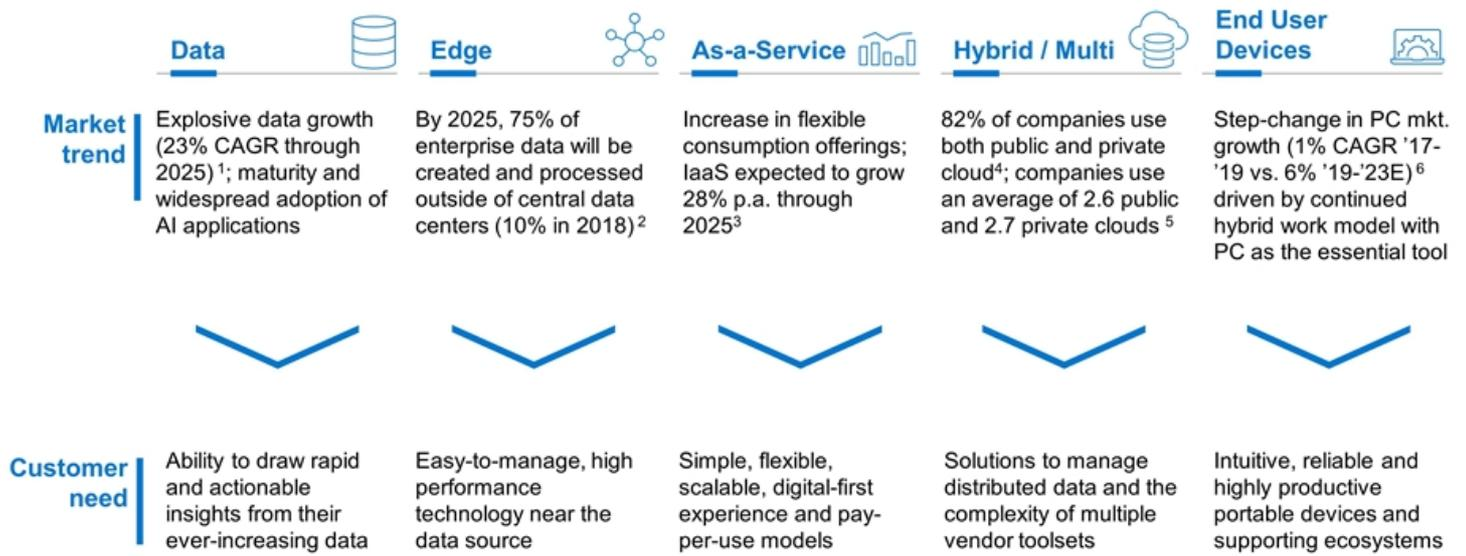 Data
Edge
As-a-Service
Hybrid / Multi
End User
Devices
Market
trend
Explosive data growth
(23% CAGR through
2025) 1; maturity and
widespread adoption of
AI applications
By 2025, 75% of
enterprise data will be
created and processed
outside of central data
centers (10% in 2018) 2
Increase in flexible
consumption offerings;
IaaS expected to grow
28% p.a. through
20253
82% of companies use
both public and private
cloud4; companies use
an average of 2.6 public
and 2.7 private clouds 5
Step-change in PC mkt.
growth (1% CAGR '17-
'19 vs. 6% '19-'23E) 6
driven by continued
hybrid work model with
PC as the essential tool
Customer
need
Ability to draw rapid
and actionable
insights from their
ever-increasing data
Easy-to-manage, high
performance
technology near the
data source
Simple, flexible,
scalable, digital-first
experience and pay-
per-use models
Solutions to manage
distributed data and the
complexity of multiple
vendor toolsets
Intuitive, reliable and
highly productive
portable devices and
supporting ecosystems